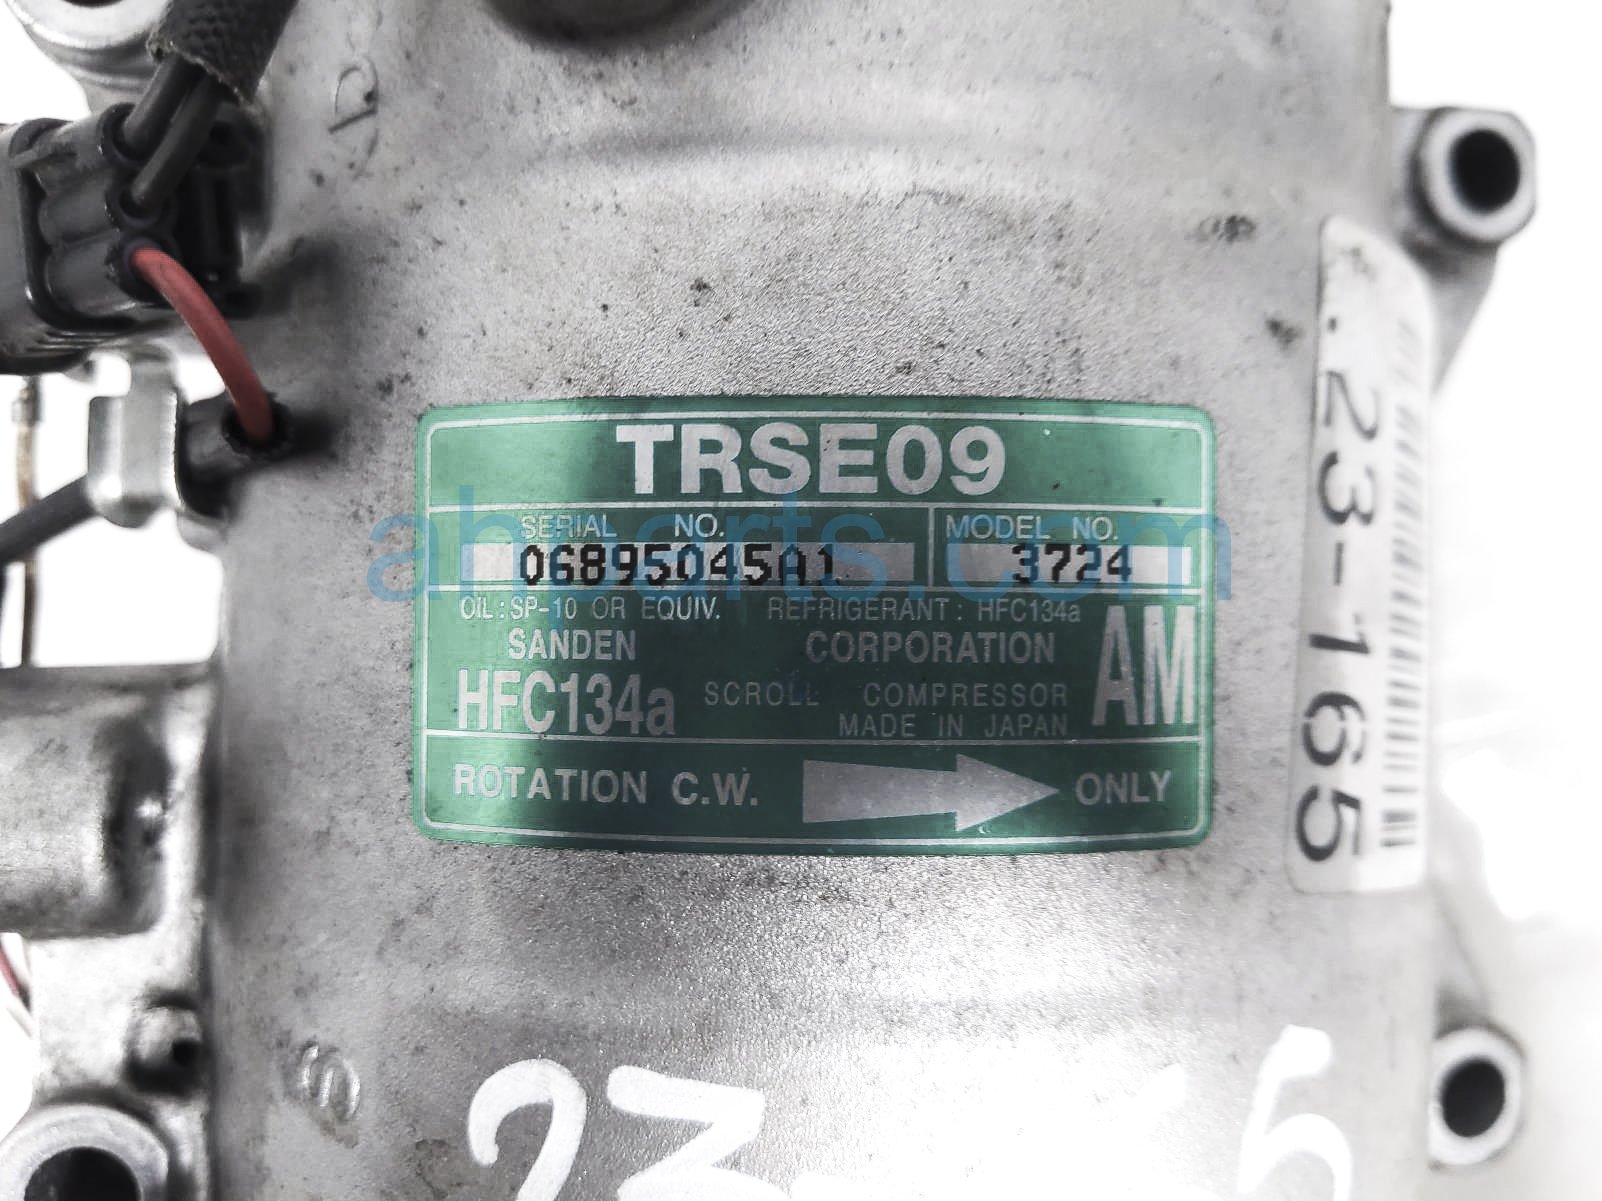 TRSE09
SERIAL NO. MODEL NO.
06895045A1 3724
OIL: SP-10 OR EQUIV. REFRIGERANT: HFC134a
SANDEN CORPORATION AM
HFC134a SCROLL COMPRESSOR
MADE IN JAPAN
ROTATION C.W. ONLY
23-165
ahparts.com
S